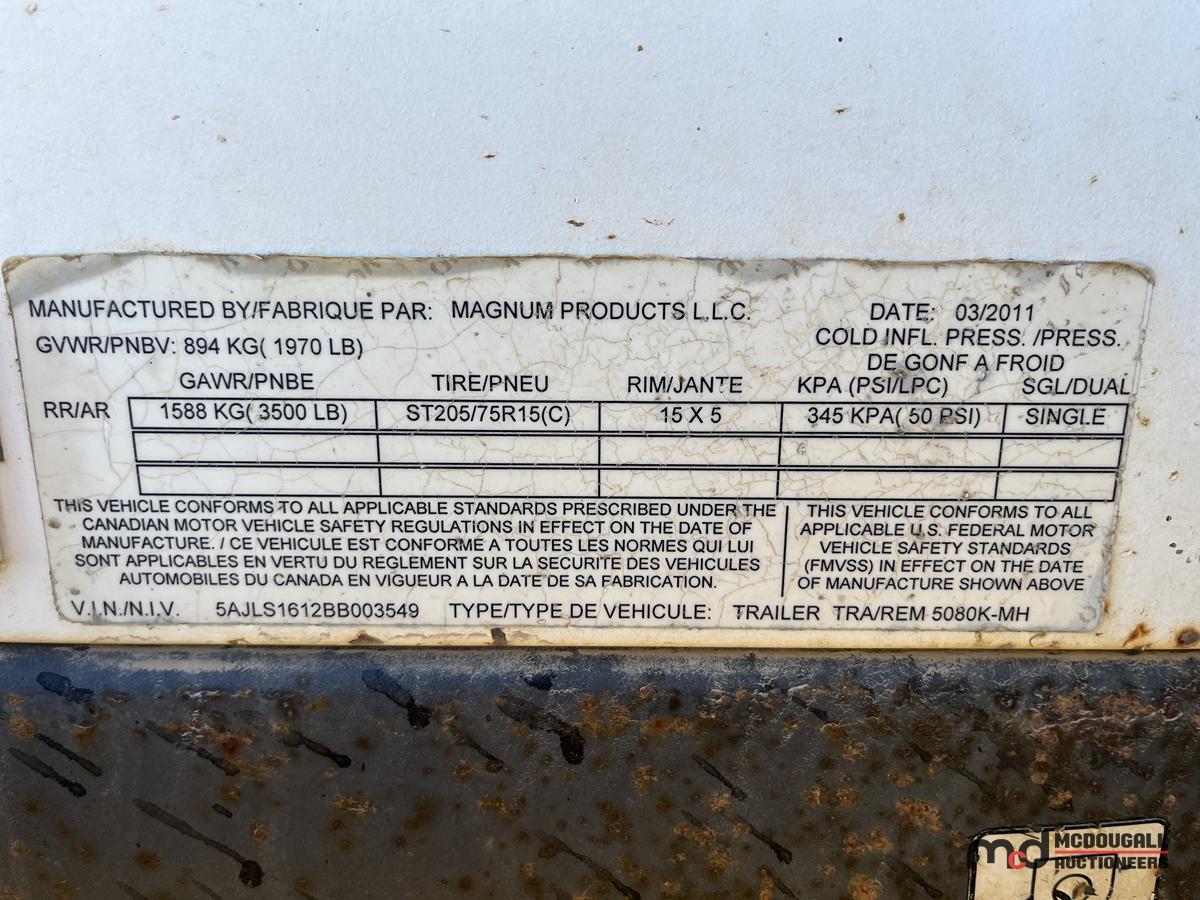 MANUFACTURED BY/FABRIQUE PAR: MAGNUM PRODUCTS L.L.C. DATE: 03/2011
GVWR/PNBV: 894 KG( 1970 LB) COLD INFL. PRESS. /PRESS.
DE GONF A FROID
GAWR/PNBE TIRE/PNEU RIM/JANTE KPA (PSI/LPC) SGL/DUAL
RR/AR 1588 KG( 3500 LB) ST205/75R15(C) 15 X 5 345 KPA( 50 PSI) SINGLE
THIS VEHICLE CONFORMS TO ALL APPLICABLE STANDARDS PRESCRIBED UNDER THE
CANADIAN MOTOR VEHICLE SAFETY REGULATIONS IN EFFECT ON THE DATE OF
MANUFACTURE. / CE VEHICULE EST CONFORME A TOUTES LES NORMES QUI LUI
SONT APPLICABLES EN VERTU DU RÉGLEMENT SUR LA SECURITE DES VEHICULES
AUTOMOBILES DU CANADA EN VIGUEUR A LA DATE DE SA FABRICATION.
THIS VEHICLE CONFORMS TO ALL
APPLICABLE U.S. FEDERAL MOTOR
VEHICLE SAFETY STANDARDS
(FMVSS) IN EFFECT ON THE DATE
OF MANUFACTURE SHOWN ABOVE
V.I.N./N.I.V. 5AJLS1612BB003549 TYPE/TYPE DE VEHICULE: TRAILER TRA/REM 5080K-MH
mcd MCDOUGALL
AUCTIONEERS